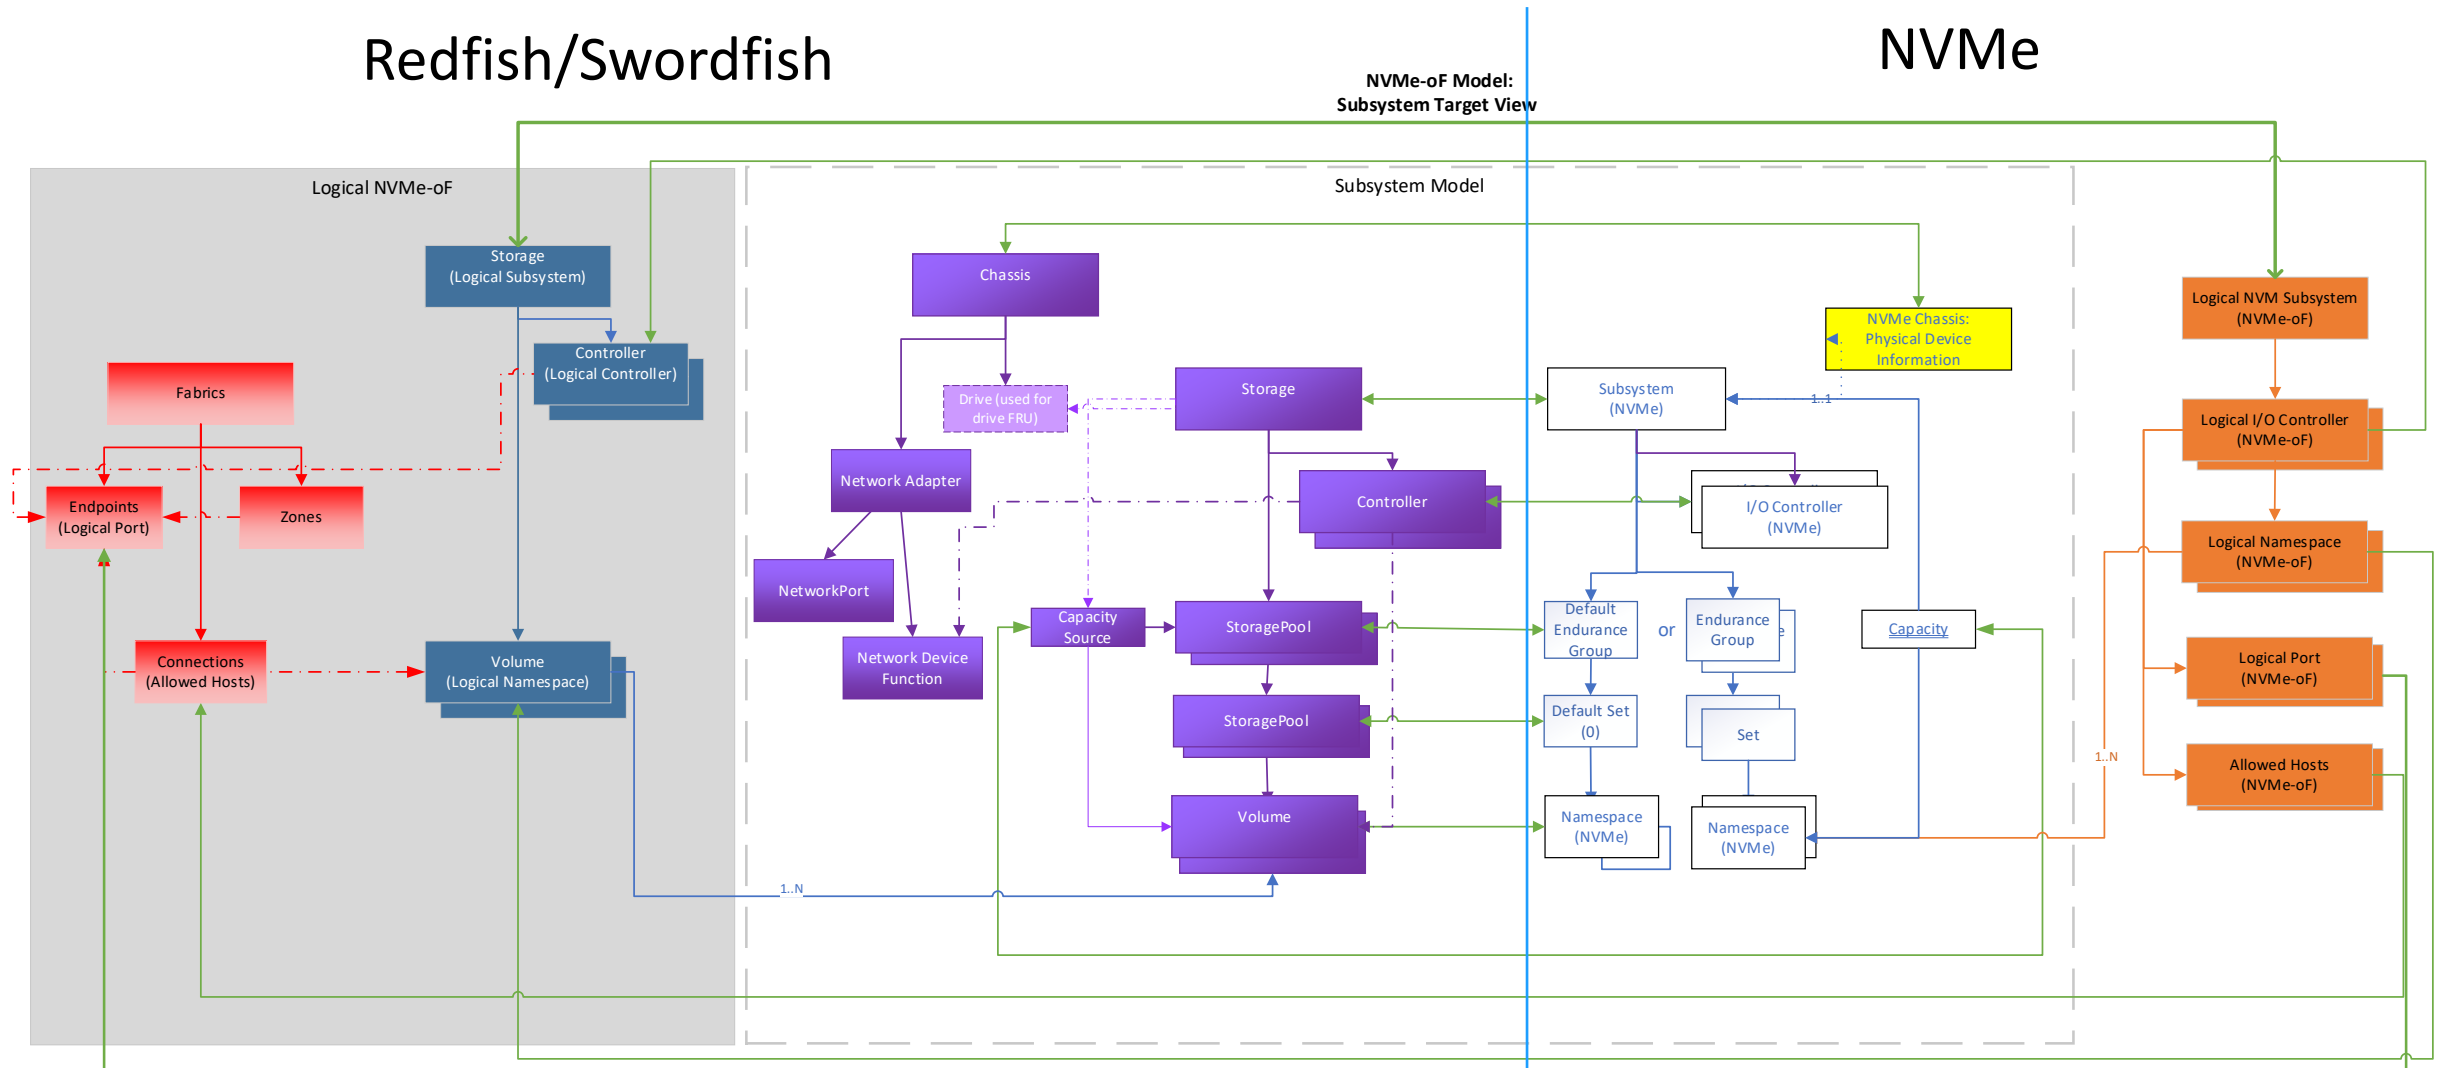 Redfish/Swordfish
NVMe
NVMe-oF Model:
Subsystem Target View
Logical NVMe-oF
Subsystem Model
Storage
(Logical Subsystem)
Controller
(Logical Controller)
Fabrics
Endpoints
(Logical Port)
Zones
Connections
(Allowed Hosts)
Volume
(Logical Namespace)
1..N
Chassis
Drive (used for
drive FRU)
Network Adapter
NetworkPort
Network Device
Function
Storage
Controller
Capacity
Source
StoragePool
StoragePool
Volume
NVMe Chassis:
Physical Device
Information
Subsystem
(NVMe)
1..1
I/O Controller
(NVMe)
Default
Endurance
Group
or
Endurance
Group
Capacity
Default Set
(0)
Set
Namespace
(NVMe)
Namespace
(NVMe)
Logical NVM Subsystem
(NVMe-oF)
Logical I/O Controller
(NVMe-oF)
Logical Namespace
(NVMe-oF)
Logical Port
(NVMe-oF)
1..N
Allowed Hosts
(NVMe-oF)